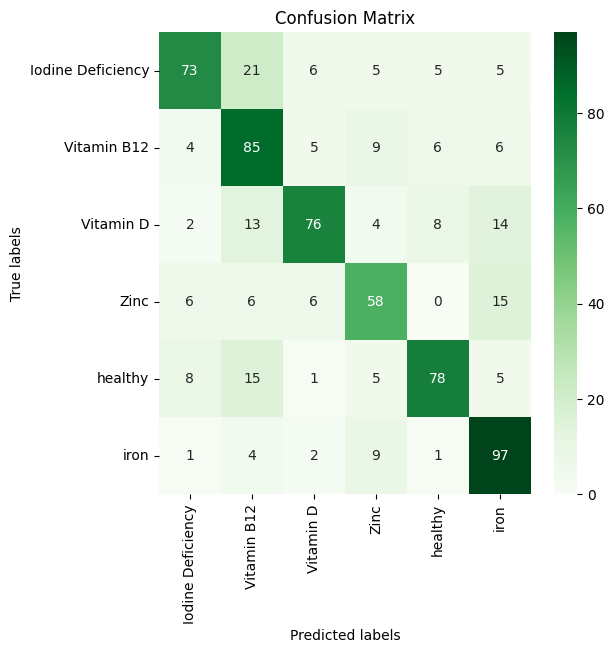 Confusion Matrix
True labels
Iodine Deficiency 73 21 6 5 5 5
Vitamin B12 4 85 5 9 6 6
Vitamin D 2 13 76 4 8 14
Zinc 6 6 6 58 0 15
healthy 8 15 1 5 78 5
iron 1 4 2 9 1 97
Iodine Deficiency
Vitamin B12
Vitamin D
Zinc
healthy
iron
Predicted labels
80
60
40
20
0